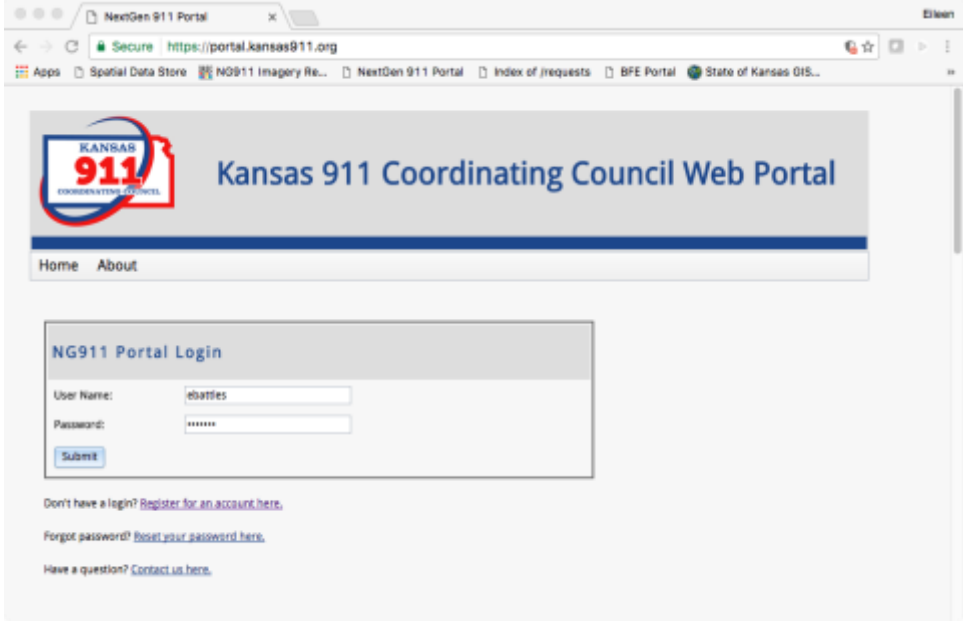 NextGen 911 Portal
Eileen
Secure https://portal.kansas911.org
Apps Spatial Data Store NG911 Imagery Re... NextGen 911 Portal Index of /requests BFE Portal State of Kansas GIS...
KANSAS
911
COORDINATING COUNCIL
Kansas 911 Coordinating Council Web Portal
Home About
NG911 Portal Login
User Name: ebattles
Password: •••••••
Submit
Don't have a login? Register for an account here.
Forgot password? Reset your password here.
Have a question? Contact us here.